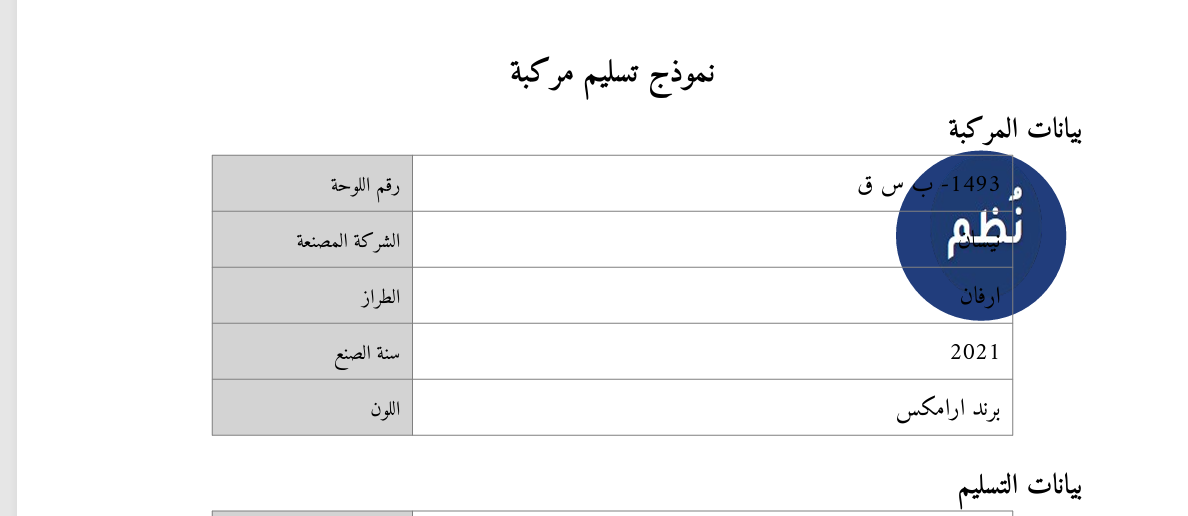 نموذج تسليم مركبة
بيانات المركبة
رقم اللوحة 1493- ب س ق
نُظم
الشركة المصنعة نيسان
الطراز ارفان
سنة الصنع 2021
اللون برند ارامكس
بيانات التسليم